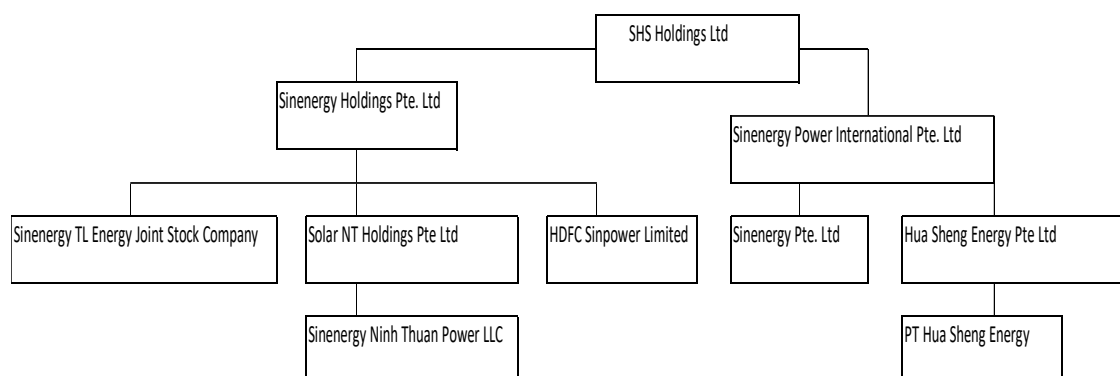 SHS Holdings Ltd
Sinenergy Holdings Pte. Ltd
Sinenergy Power International Pte. Ltd
Sinenergy TL Energy Joint Stock Company
Solar NT Holdings Pte Ltd
HDFC Sinpower Limited
Sinenergy Pte. Ltd
Hua Sheng Energy Pte Ltd
Sinenergy Ninh Thuan Power LLC
PT Hua Sheng Energy